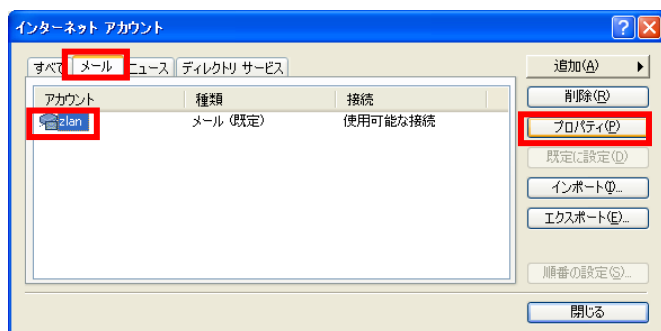 インターネット アカウント
すべて メール ニュース ディレクトリ サービス
アカウント 種類 接続
zlan メール (既定) 使用可能な接続
追加(A)
削除(R)
プロパティ(P)
既定に設定(D)
インポート(I)...
エクスポート(E)...
順番の設定(S)...
閉じる